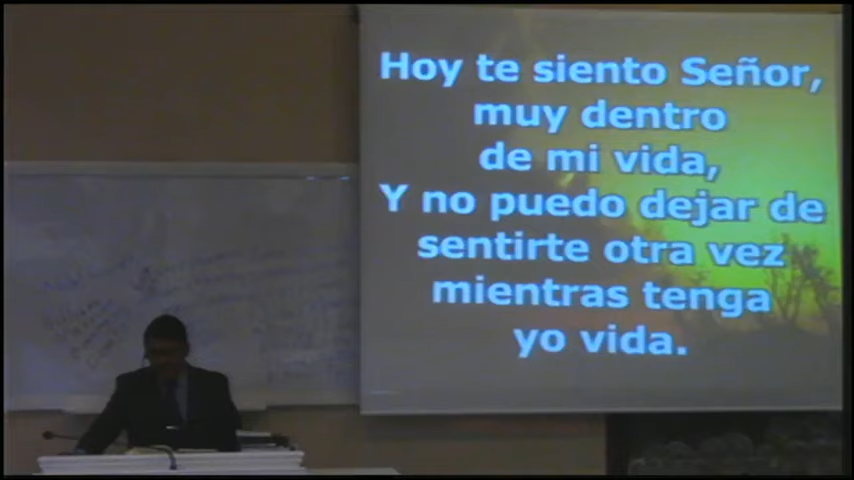 Hoy te siento Señor,
muy dentro
de mi vida,
Y no puedo dejar de
sentirte otra vez
mientras tenga
yo vida.